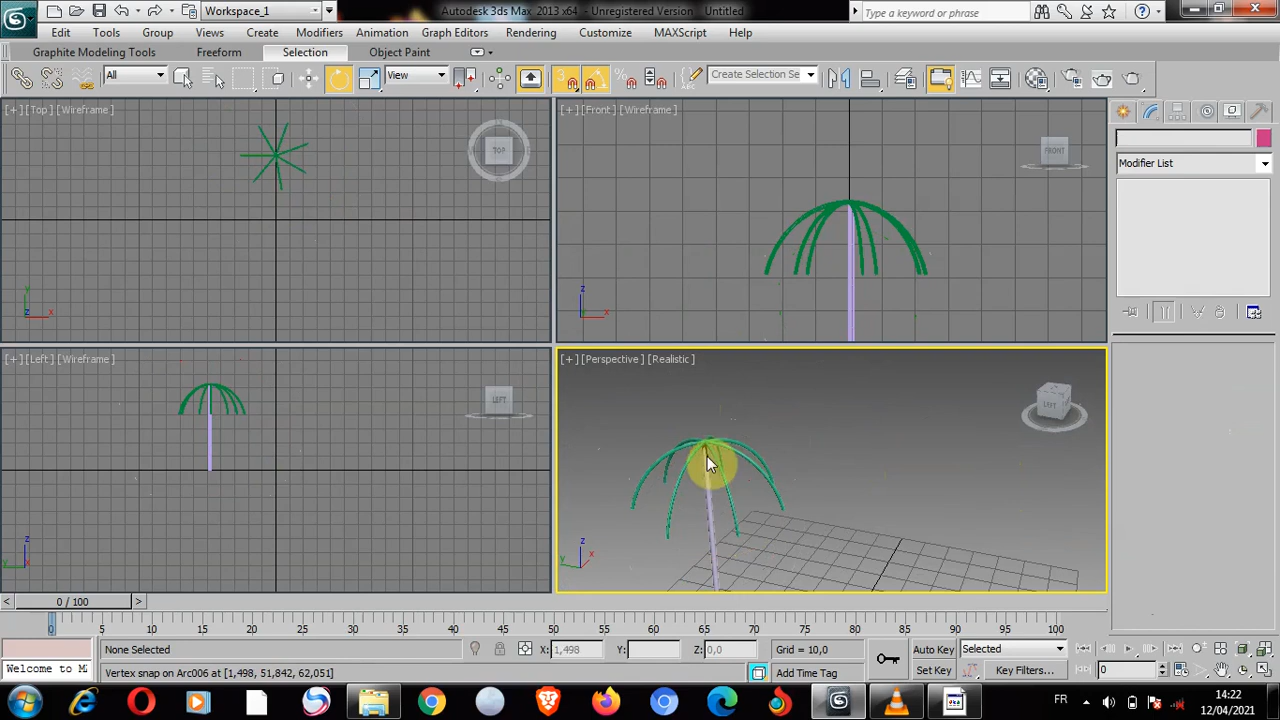 Workspace_1
Autodesk 3ds Max 2013 x64 - Unregistered Version Untitled
Type a keyword or phrase
Edit Tools Group Views Create Modifiers Animation Graph Editors Rendering Customize MAXScript Help
Graphite Modeling Tools Freeform Selection Object Paint
All View 3 ABC Create Selection Se
[+] [Top] [Wireframe]
TOP
[+] [Front] [Wireframe]
FRONT
Modifier List
y x
z x
[+] [Left] [Wireframe]
LEFT
[+] [Perspective] [Realistic]
LEFT
z y
z y x
< 0 / 100 >
0 5 10 15 20 25 30 35 40 45 50 55 60 65 70 75 80 85 90 95 100
None Selected X: 1,498 Y: Z: 0,0 Grid = 10,0 Auto Key Selected
Welcome to M Vertex snap on Arc006 at [1,498, 51,842, 62,051] Add Time Tag Set Key Key Filters... 0
FR 14:22
12/04/2021